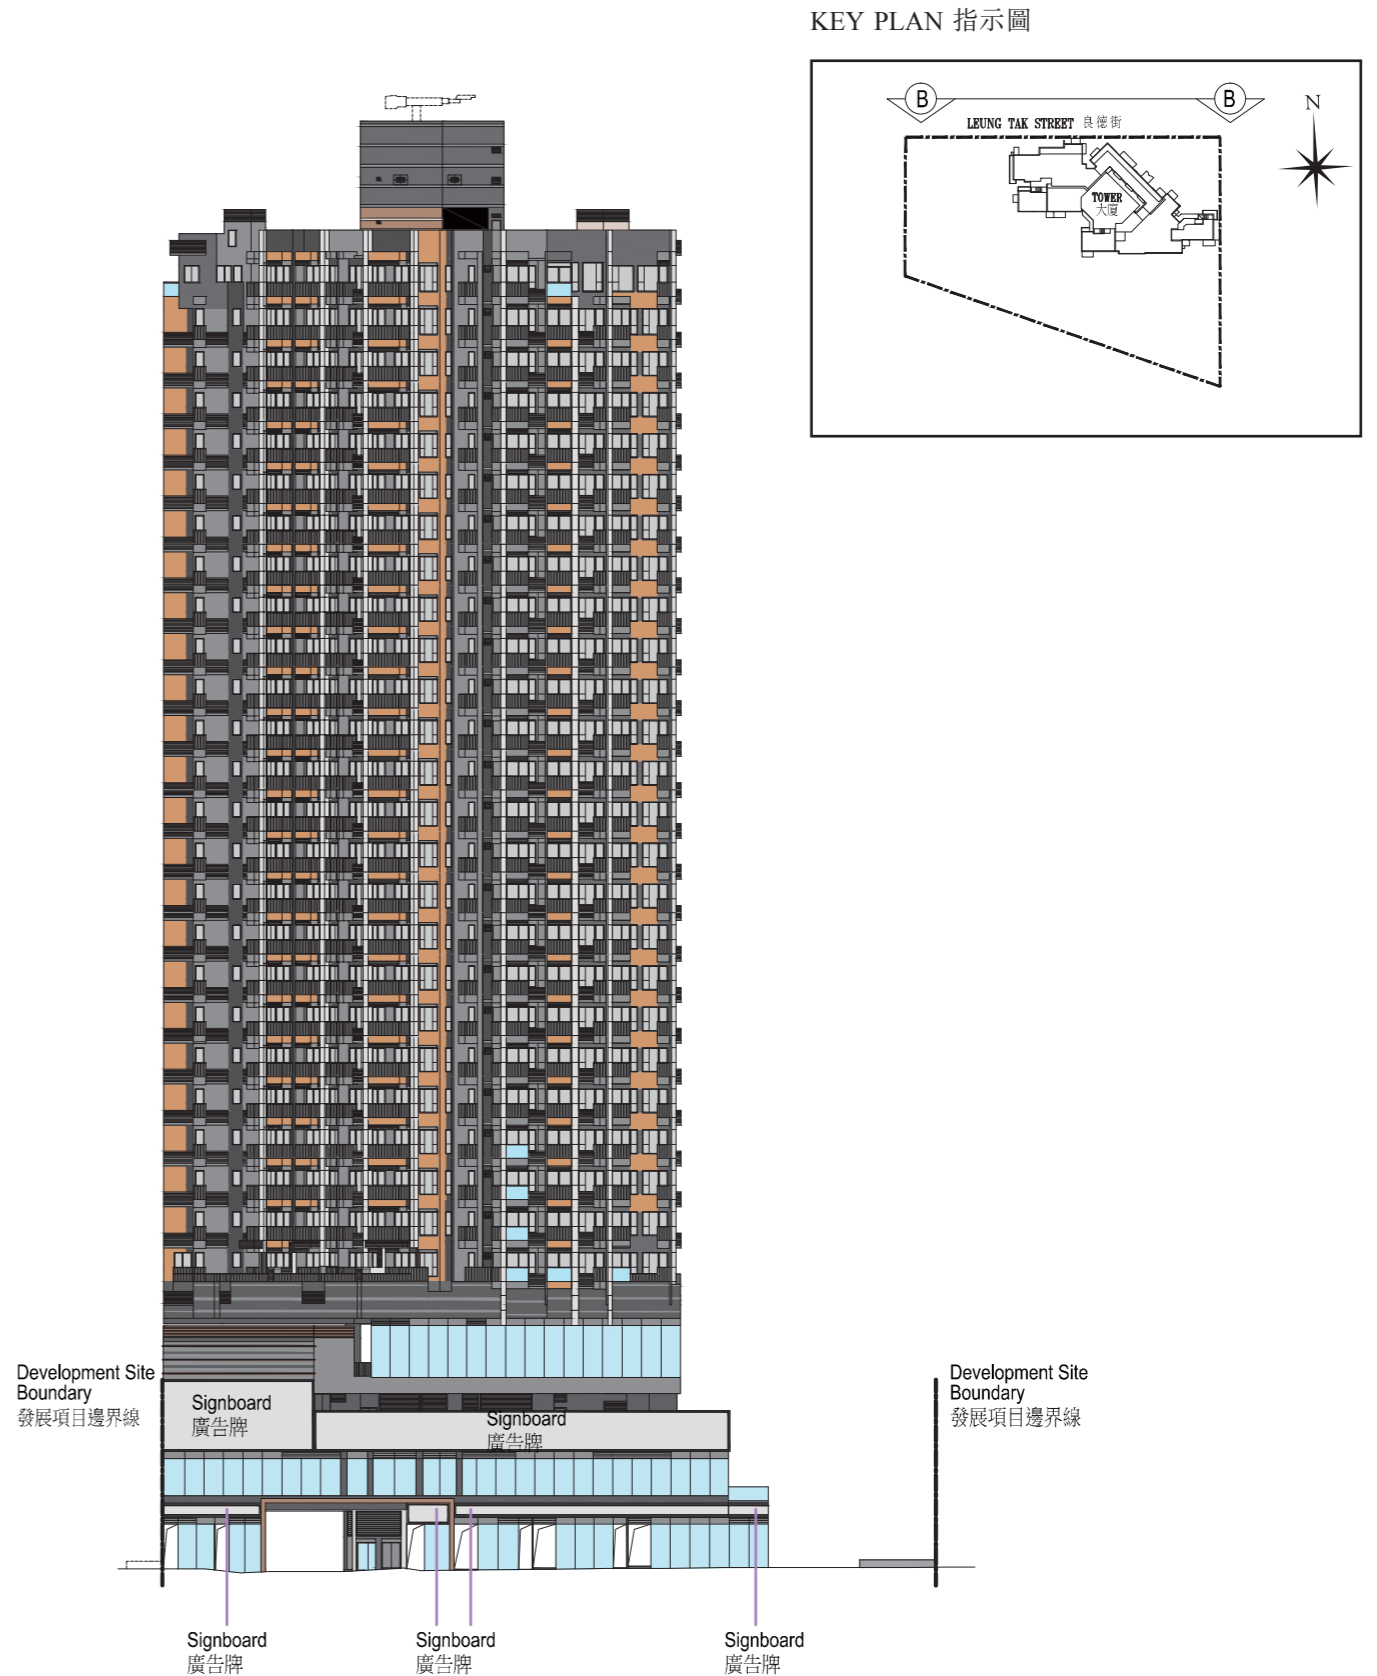 KEY PLAN 指示圖
B
B
N
LEUNG TAK STREET 良德街
TOWER
大廈
Development Site
Boundary
發展項目邊界線
Development Site
Boundary
發展項目邊界線
Signboard
廣告牌
Signboard
廣告牌
Signboard
廣告牌
Signboard
廣告牌
Signboard
廣告牌